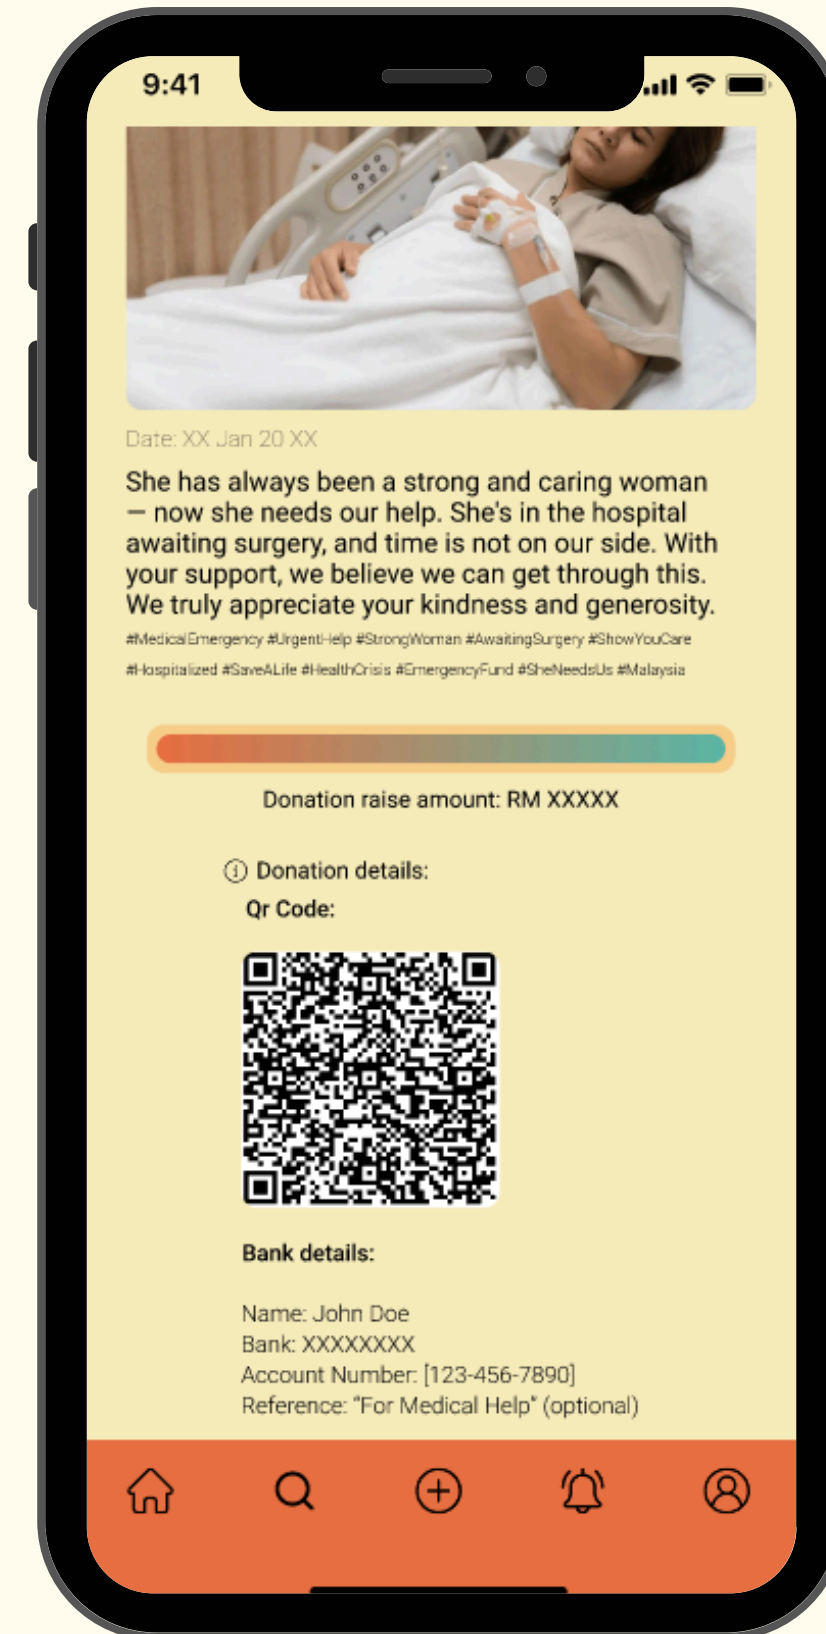 9:41
Date: XX Jan 20 XX
She has always been a strong and caring woman
— now she needs our help. She's in the hospital
awaiting surgery, and time is not on our side. With
your support, we believe we can get through this.
We truly appreciate your kindness and generosity.
#MedicalEmergency #UrgentHelp #StrongWoman #AwaitingSurgery #ShowYouCare
#Hospitalized #SaveALife #HealthCrisis #EmergencyFund #SheNeedsUs #Malaysia
Donation raise amount: RM XXXXX
Donation details:
Qr Code:
Bank details:
Name: John Doe
Bank: XXXXXXXX
Account Number: [123-456-7890]
Reference: “For Medical Help” (optional)